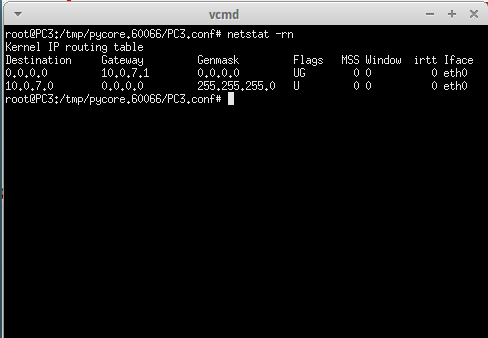 vcmd
root@PC3:/tmp/pycore.60066/PC3.conf# netstat -rn
Kernel IP routing table
Destination     Gateway         Genmask         Flags   MSS Window  irtt Iface
0.0.0.0         10.0.7.1        0.0.0.0         UG        0 0          0 eth0
10.0.7.0        0.0.0.0         255.255.255.0   U         0 0          0 eth0
root@PC3:/tmp/pycore.60066/PC3.conf#